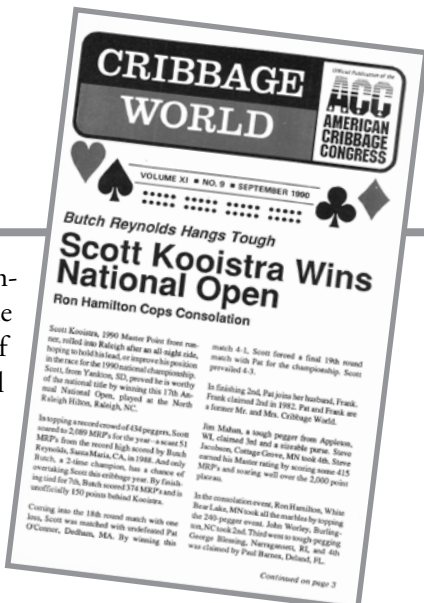 Official Publication of the
CRIBBAGE
WORLD
ACC
AMERICAN
CRIBBAGE
CONGRESS
VOLUME XI ■ NO. 9 ■ SEPTEMBER 1990
Butch Reynolds Hangs Tough
Scott Kooistra Wins
National Open
Ron Hamilton Cops Consolation
Scott Kooistra, 1990 Master Point front run-
ner, rolled into Raleigh after an all-night ride,
hoping to hold his lead, or improve his position
in the race for the 1990 national championship.
Scott, from Yankton, SD, proved he is worthy
of the national title by winning this 17th An-
nual National Open, played at the North
Raleigh Hilton, Raleigh, NC.
In topping a record crowd of 434 peggers, Scott
soared to 2,089 MRP's for the year--a scant 51
MRP's from the record high scored by Butch
Reynolds, Santa Maria, CA, in 1988. And only
Butch, a 2-time champion, has a chance of
overtaking Scott this cribbage year. By finish-
ing tied for 7th, Butch scored 374 MRP's and is
unofficially 150 points behind Kooistra.
Coming into the 18th round match with one
loss, Scott was matched with undefeated Pat
O'Connor, Dedham, MA. By winning this
match 4-1, Scott forced a final 19th round
match with Pat for the championship. Scott
prevailed 4-3.
In finishing 2nd, Pat joins her husband, Frank.
Frank claimed 2nd in 1982. Pat and Frank are
a former Mr. and Mrs. Cribbage World.
Jim Mahan, a tough pegger from Appleton,
WI, claimed 3rd and a sizeable purse. Steve
Jacobson, Cottage Grove, MN took 4th. Steve
earned his Master rating by scoring some 415
MRP's and soaring well over the 2,000 point
plateau.
In the consolation event, Ron Hamilton, White
Bear Lake, MN took all the marbles by topping
the 240-pegger event. John Worley, Burling-
ton, NC took 2nd. Third went to tough pegging
George Blessing, Narragansett, RI, and 4th
was claimed by Paul Barnes, Deland, FL.
Continued on page 3
n-
e
f
l